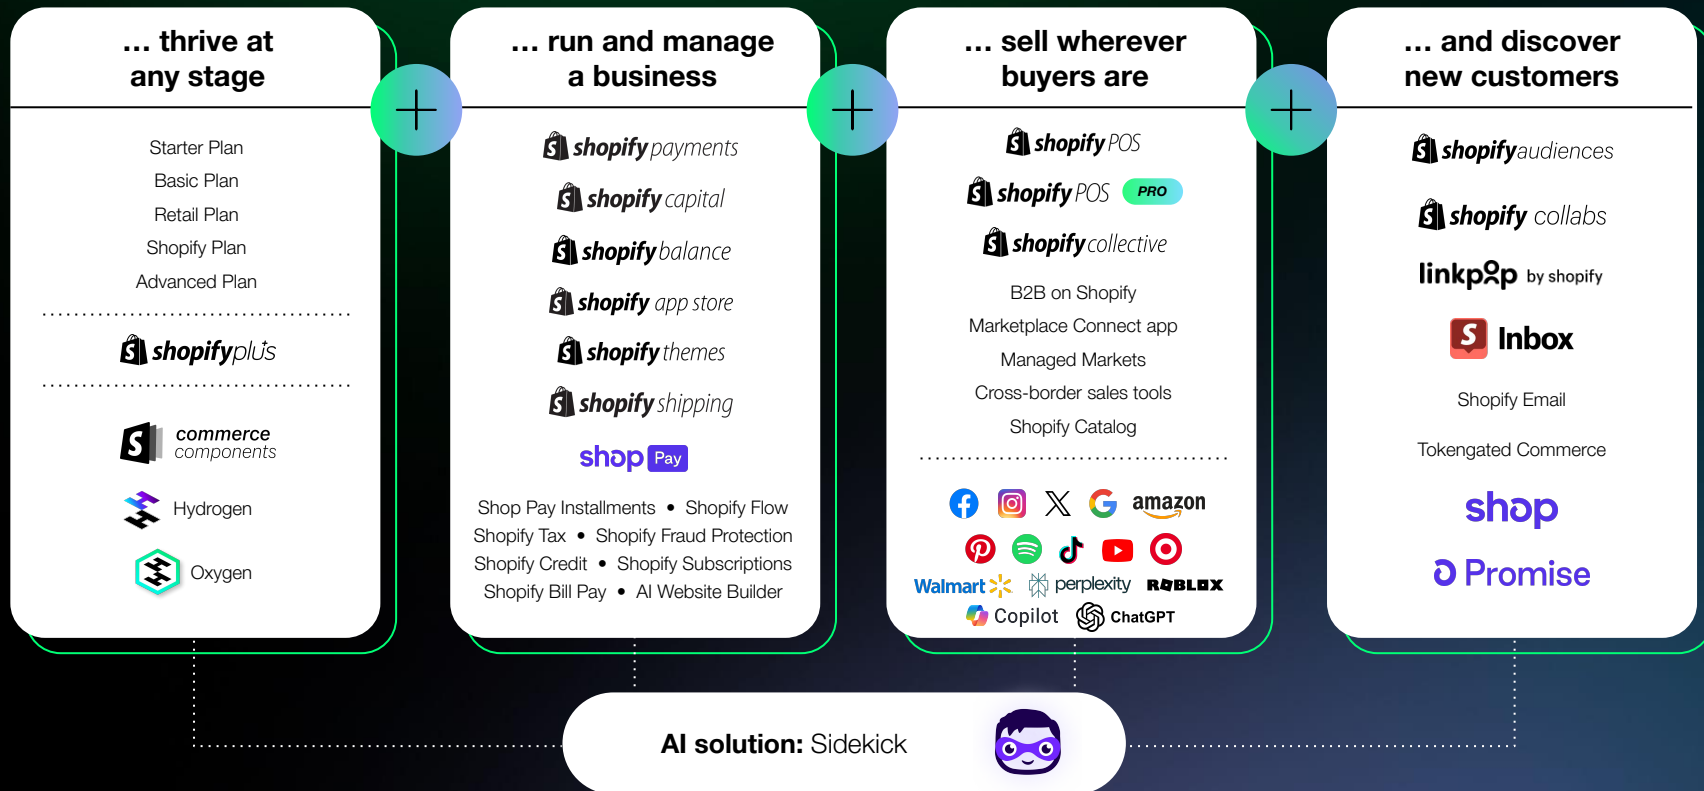 ... thrive at
any stage
Starter Plan
Basic Plan
Retail Plan
Shopify Plan
Advanced Plan
shopifyplus
commerce
components
Hydrogen
Oxygen
... run and manage
a business
shopify payments
shopify capital
shopify balance
shopify app store
shopify themes
shopify shipping
shop Pay
Shop Pay Installments • Shopify Flow
Shopify Tax • Shopify Fraud Protection
Shopify Credit • Shopify Subscriptions
Shopify Bill Pay • AI Website Builder
... sell wherever
buyers are
shopify POS
shopify POS PRO
shopify collective
B2B on Shopify
Marketplace Connect app
Managed Markets
Cross-border sales tools
Shopify Catalog
amazon
Walmart perplexity ROBLOX
Copilot ChatGPT
... and discover
new customers
shopify audiences
shopify collabs
linkpop by shopify
Inbox
Shopify Email
Tokengated Commerce
shop
Promise
AI solution: Sidekick